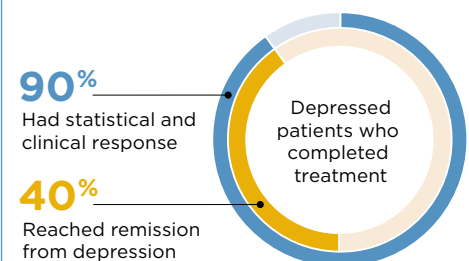 90%
Had statistical and
clinical response
40%
Reached remission
from depression
Depressed
patients who
completed
treatment